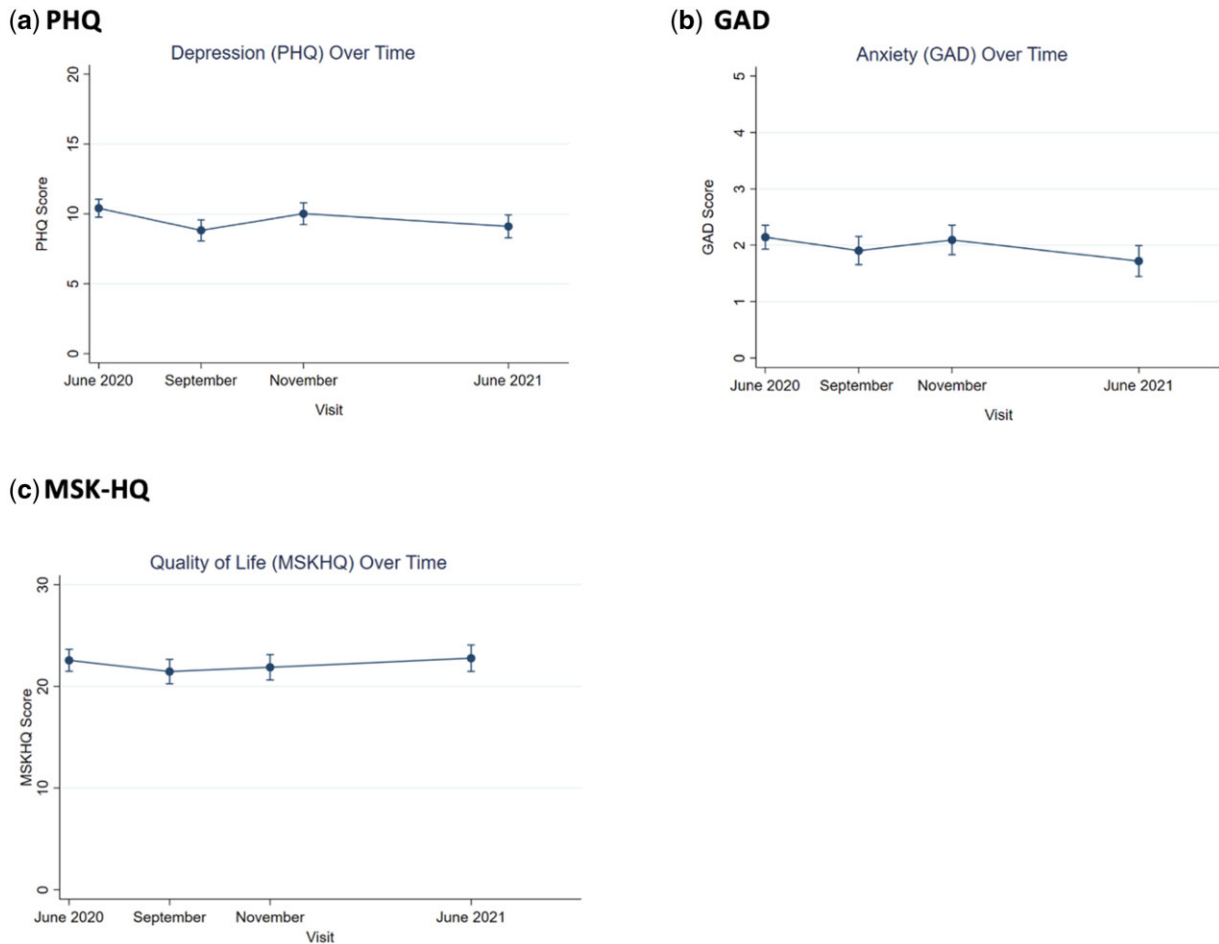 (a) PHQ
Depression (PHQ) Over Time
20
15
10
5
0
PHQ Score
June 2020 September November June 2021
Visit
(b) GAD
Anxiety (GAD) Over Time
5
4
3
2
1
0
GAD Score
June 2020 September November June 2021
Visit
(c) MSK-HQ
Quality of Life (MSKHQ) Over Time
30
20
10
0
MSKHQ Score
June 2020 September November June 2021
Visit